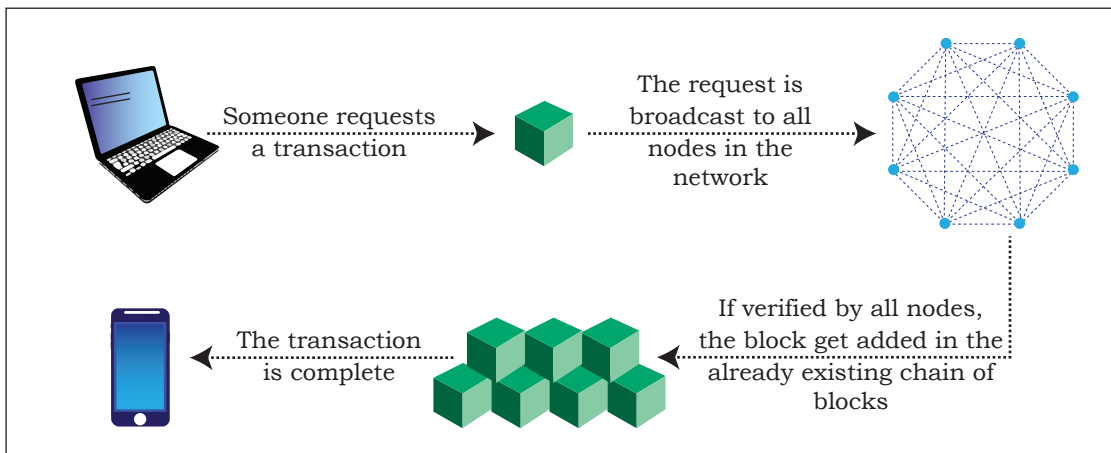 Someone requests
a transaction
The request is
broadcast to all
nodes in the
network
If verified by all nodes,
the block get added in the
already existing chain of
blocks
The transaction
is complete